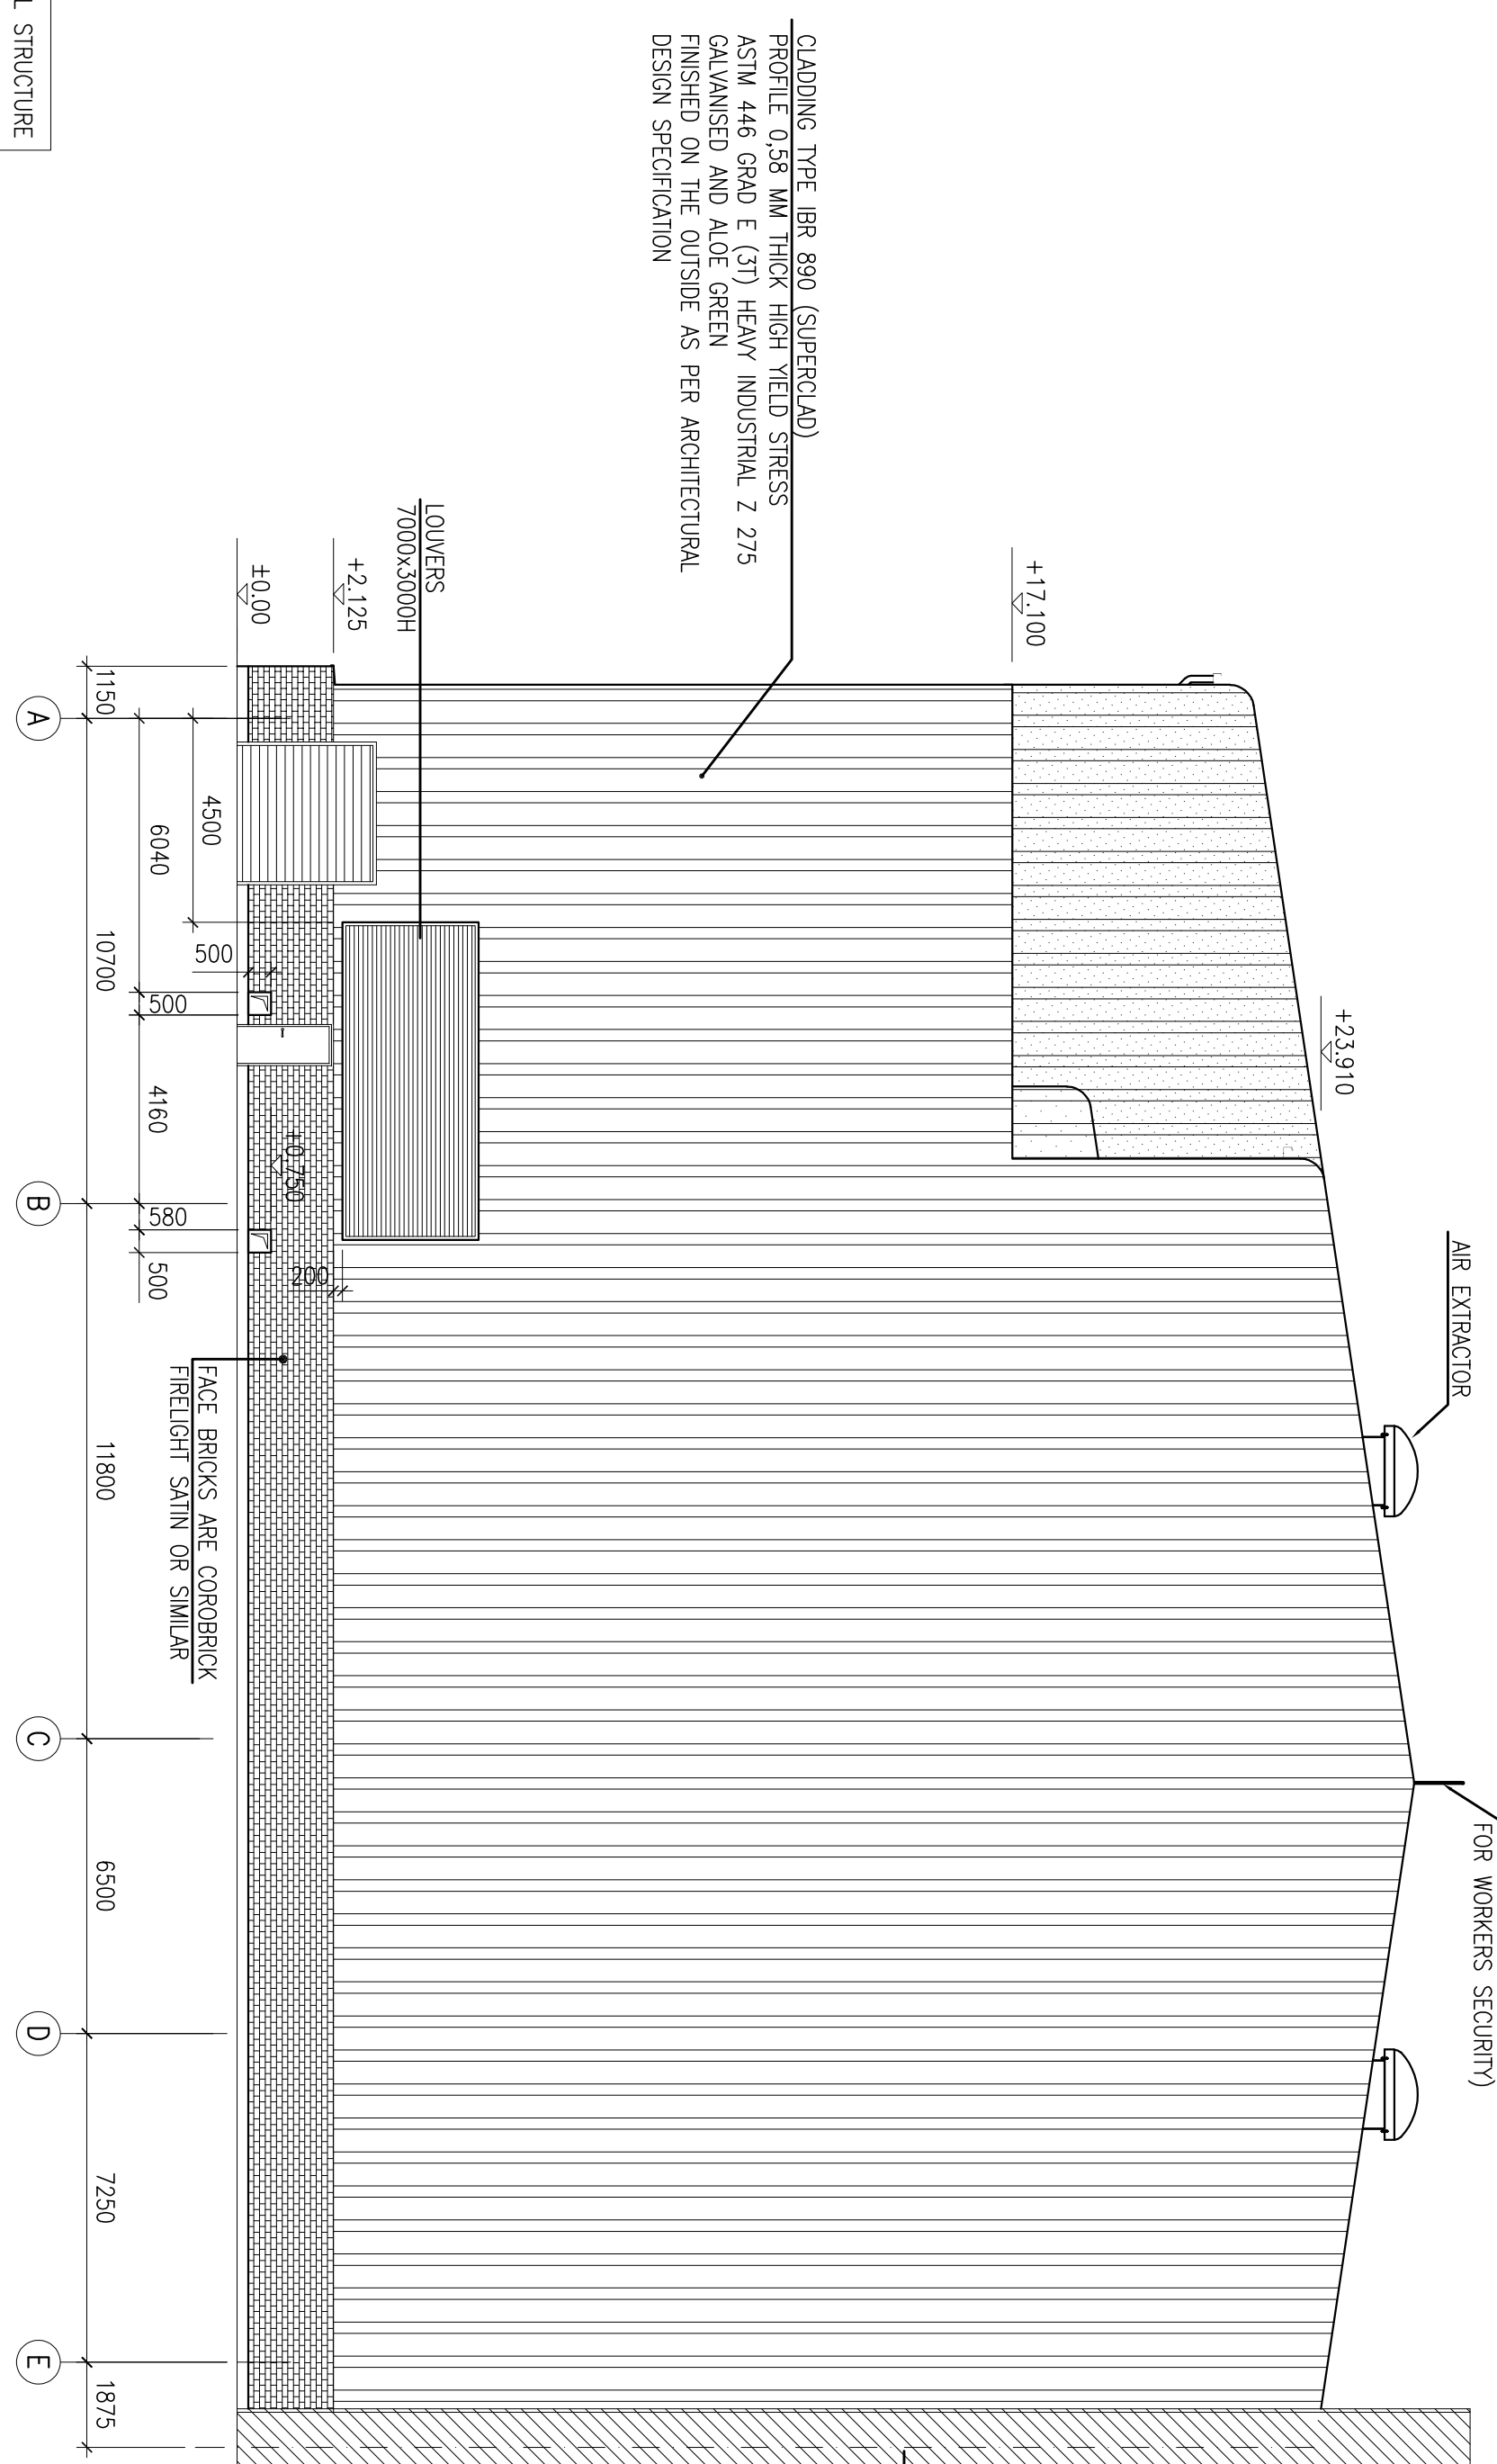 FOR WORKERS SECURITY)
AIR EXTRACTOR
+23.910
+17.100
CLADDING TYPE IBR 890 (SUPERCLAD)
PROFILE 0,58 MM THICK HIGH YIELD STRESS
ASTM 446 GRAD E (3T) HEAVY INDUSTRIAL Z 275
GALVANISED AND ALOE GREEN
FINISHED ON THE OUTSIDE AS PER ARCHITECTURAL
DESIGN SPECIFICATION
LOUVERS
7000x3000H
+2.125
±0.00
+0.750
200
500
FACE BRICKS ARE COROBRICK
FIRELIGHT SATIN OR SIMILAR
4500
6040
500
4160
580
500
1150
10700
11800
6500
7250
1875
A
B
C
D
E
L STRUCTURE